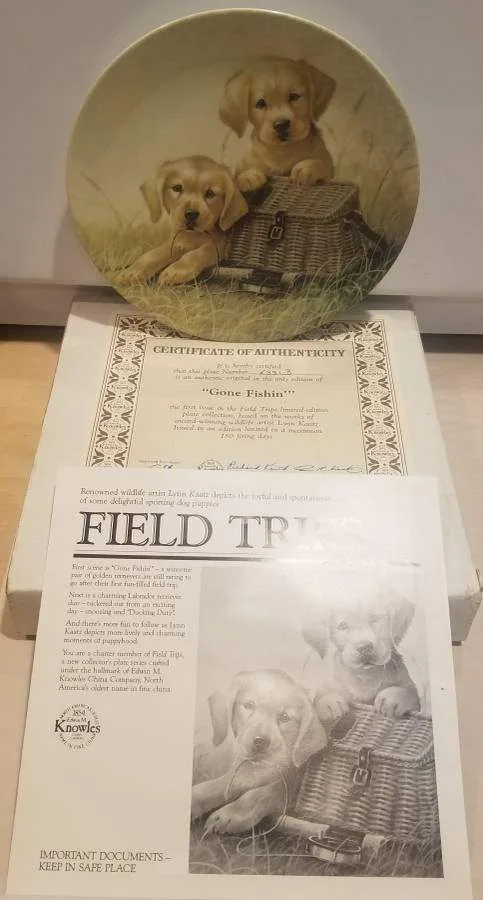 CERTIFICATE OF AUTHENTICITY
It is hereby certified
that this plate Number
is an authentic original in the only edition of
"Gone Fishin'"
the first issue in the Field Trips limited-edition
plate collection, based on the works of
award-winning wildlife artist Lynn Kaatz.
Issued in an edition limited to a maximum
150 firing days.
Renowned wildlife artist Lynn Kaatz depicts the joyful and spontaneous
of some delightful sporting dog puppies
FIELD TRIPS
First scene is "Gone Fishin'" – a winsome
pair of golden retrievers are still raring to
go after their first fun-filled field trip.
Next is a charming Labrador retriever
duo – tuckered out from an exciting
day – snoozing and "Ducking Duty".
And there's more fun to follow as Lynn
Kaatz depicts more lively and charming
moments of puppyhood.
You are a charter member of Field Trips,
a new collector's plate series crafted
under the hallmark of Edwin M.
Knowles China Company, North
America's oldest name in fine china.
1854
Edwin M.
Knowles
IMPORTANT DOCUMENTS –
KEEP IN SAFE PLACE